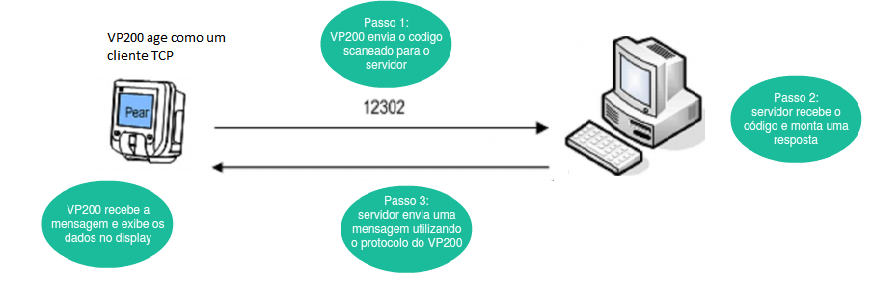 VP200 age como um
cliente TCP
Pear
Passo 1:
VP200 envia o codigo
scaneado para o
servidor
12302
Passo 2:
servidor recebe o
código e monta uma
resposta
Passo 3:
servidor envia uma
mensagem utilizando
o protocolo do VP200
VP200 recebe a
mensagem e exibe os
dados no display